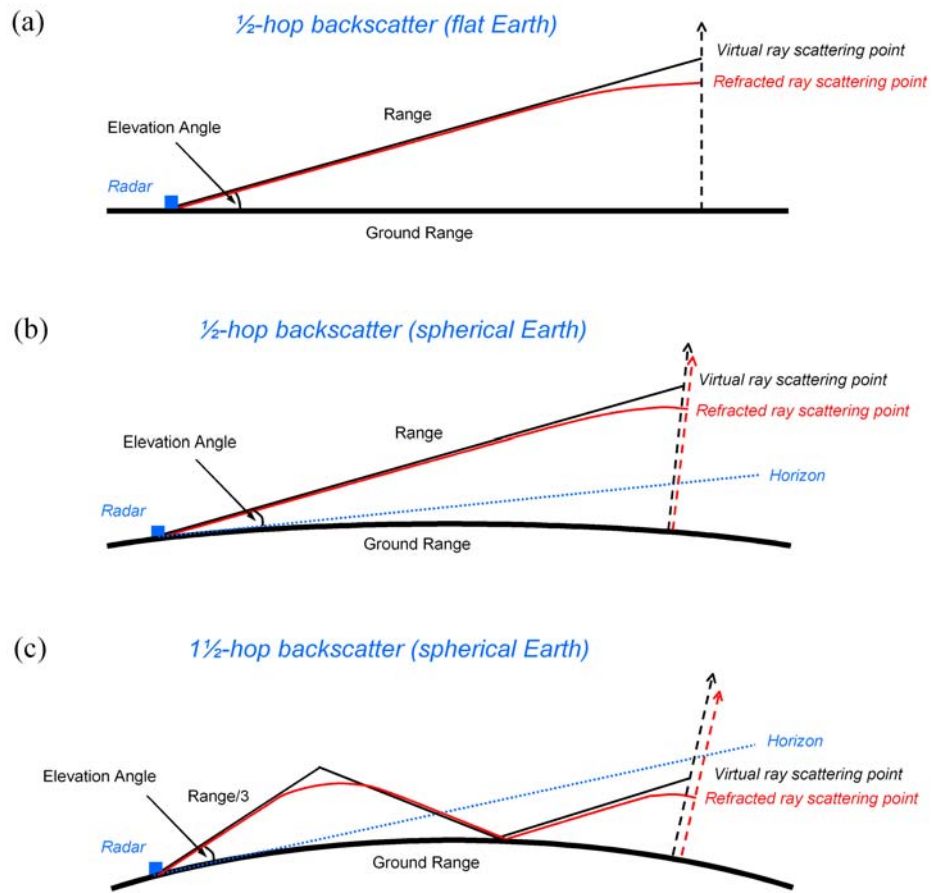 (a)
½-hop backscatter (flat Earth)
Virtual ray scattering point
Refracted ray scattering point
Range
Elevation Angle
Radar
Ground Range
(b)
½-hop backscatter (spherical Earth)
Virtual ray scattering point
Refracted ray scattering point
Range
Elevation Angle
Horizon
Radar
Ground Range
(c)
1½-hop backscatter (spherical Earth)
Horizon
Elevation Angle
Virtual ray scattering point
Range/3
Refracted ray scattering point
Radar
Ground Range